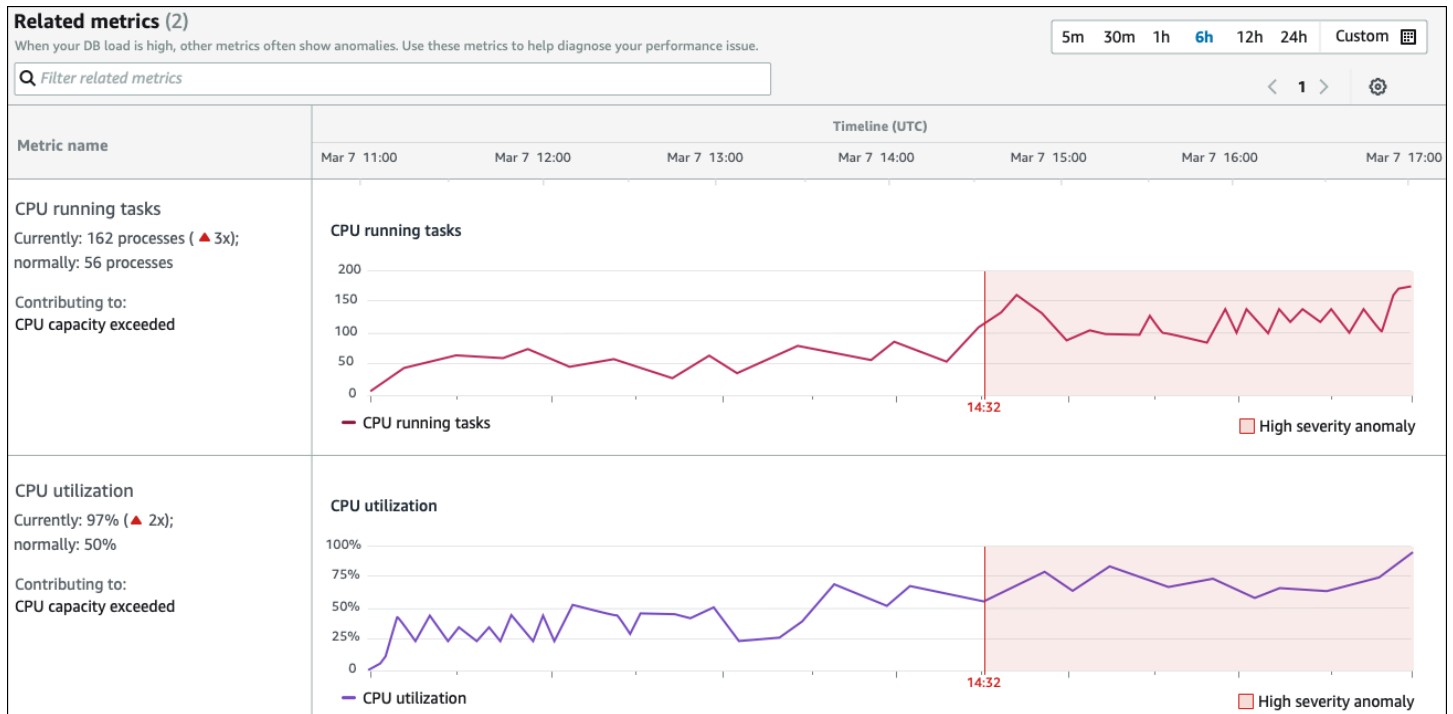 Related metrics (2)
When your DB load is high, other metrics often show anomalies. Use these metrics to help diagnose your performance issue.
5m 30m 1h 6h 12h 24h Custom
Filter related metrics
1
Metric name
Timeline (UTC)
Mar 7 11:00 Mar 7 12:00 Mar 7 13:00 Mar 7 14:00 Mar 7 15:00 Mar 7 16:00 Mar 7 17:00
CPU running tasks
Currently: 162 processes ( ▲ 3x);
normally: 56 processes
Contributing to:
CPU capacity exceeded
CPU running tasks
200
150
100
50
0
14:32
CPU running tasks
High severity anomaly
CPU utilization
Currently: 97% (▲ 2x);
normally: 50%
Contributing to:
CPU capacity exceeded
CPU utilization
100%
75%
50%
25%
0
14:32
CPU utilization
High severity anomaly